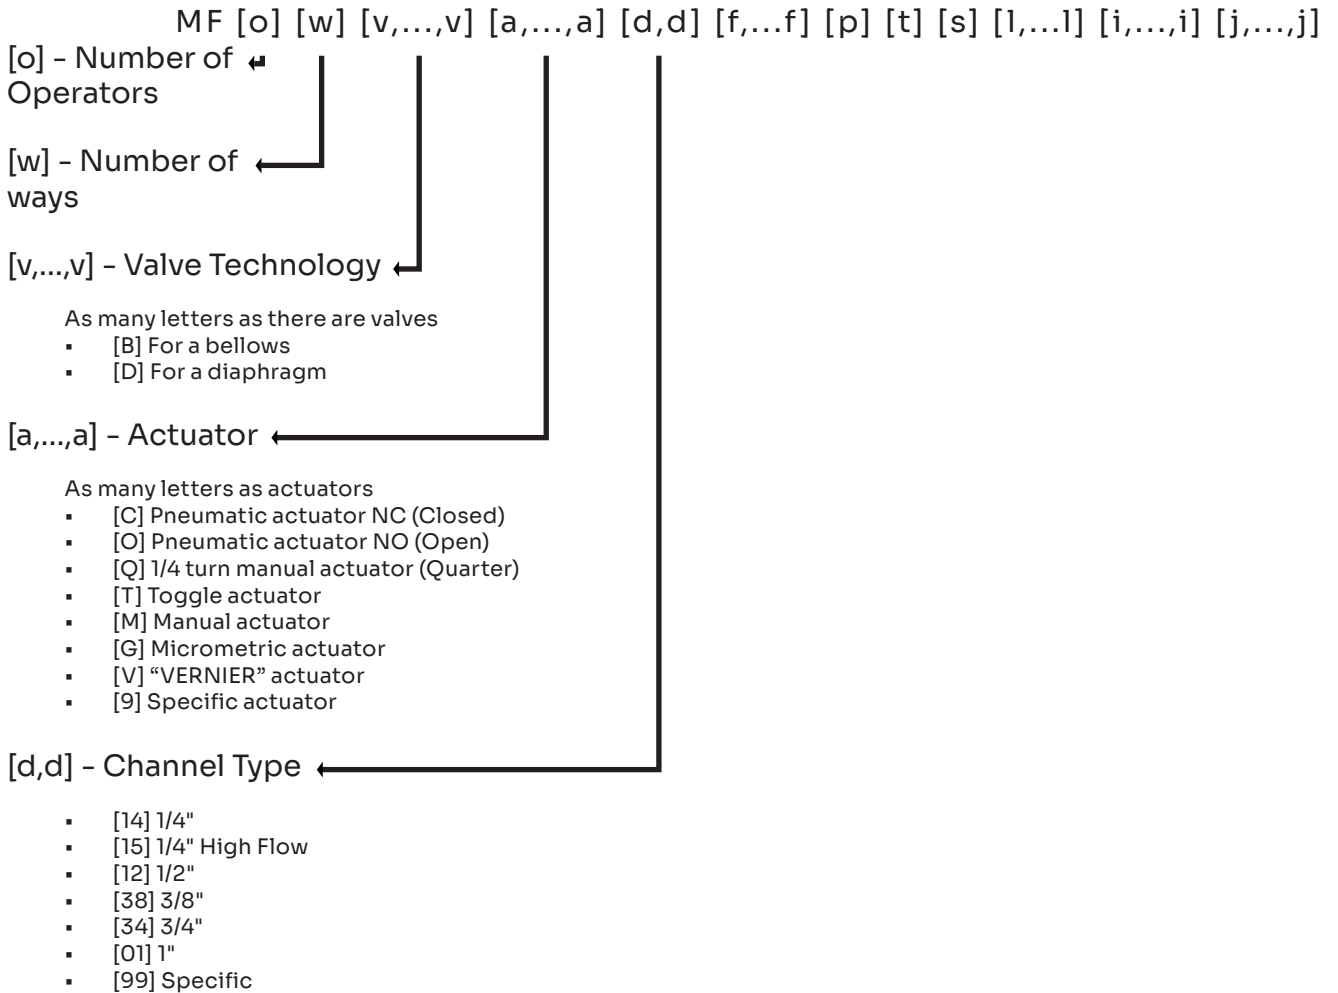 MF [o] [w] [v,...,v] [a,...,a] [d,d] [f,...f] [p] [t] [s] [l,...l] [i,...,i] [j,...,j]
[o] – Number of
Operators
[w] – Number of
ways
[v,...,v] – Valve Technology
As many letters as there are valves
▪ [B] For a bellows
▪ [D] For a diaphragm
[a,...,a] – Actuator
As many letters as actuators
▪ [C] Pneumatic actuator NC (Closed)
▪ [O] Pneumatic actuator NO (Open)
▪ [Q] 1/4 turn manual actuator (Quarter)
▪ [T] Toggle actuator
▪ [M] Manual actuator
▪ [G] Micrometric actuator
▪ [V] “VERNIER” actuator
▪ [9] Specific actuator
[d,d] – Channel Type
▪ [14] 1/4"
▪ [15] 1/4" High Flow
▪ [12] 1/2"
▪ [38] 3/8"
▪ [34] 3/4"
▪ [01] 1"
▪ [99] Specific